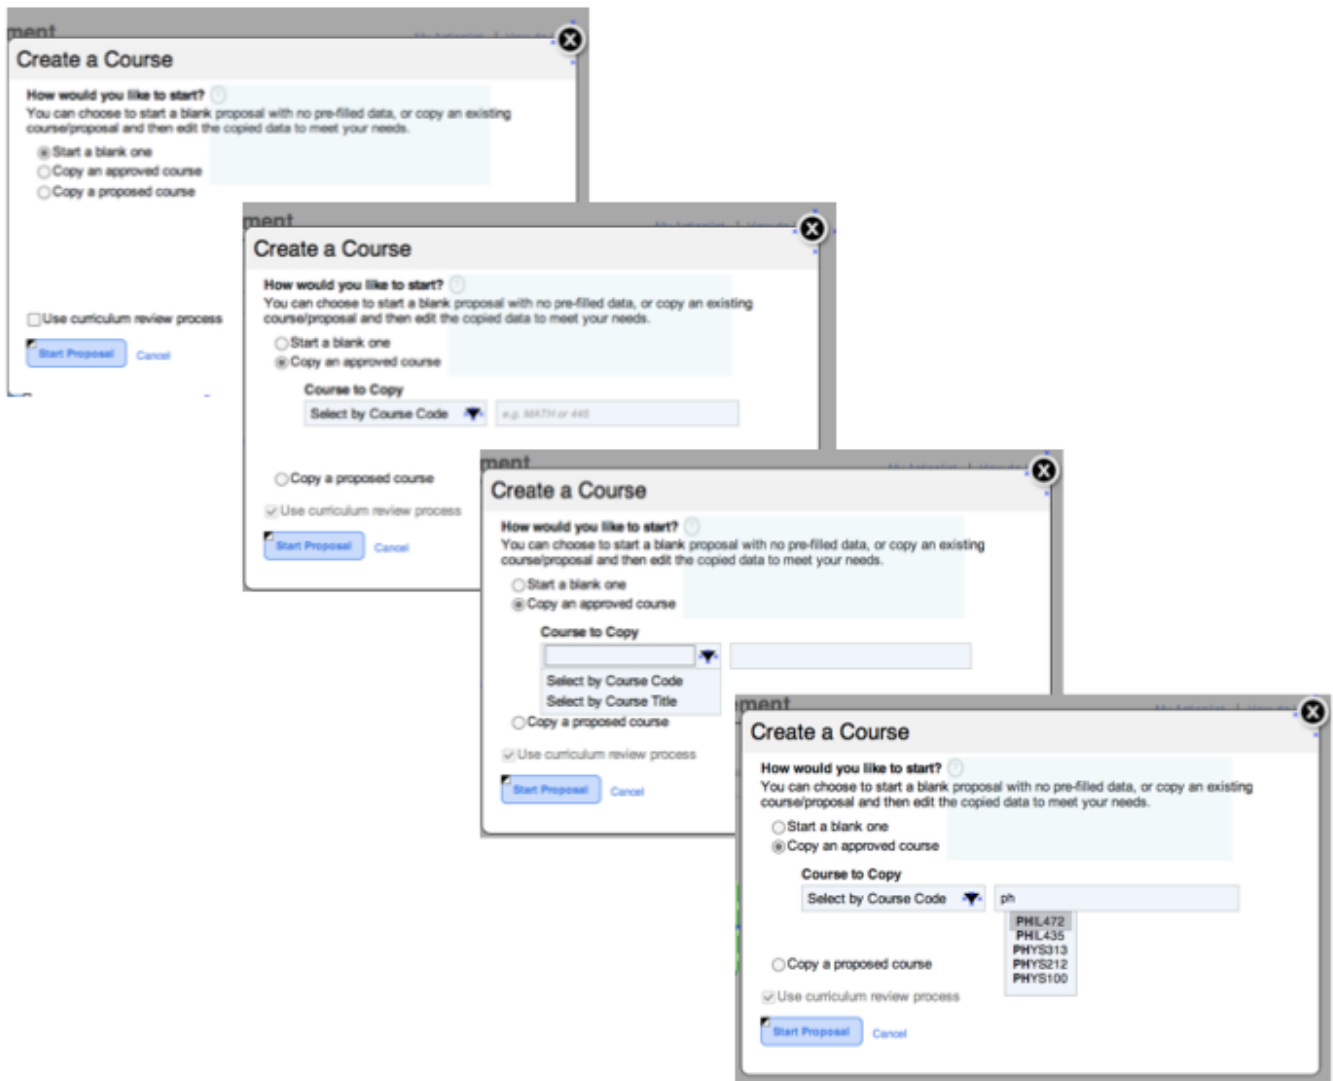 ment
Create a Course
How would you like to start? ?
You can choose to start a blank proposal with no pre-filled data, or copy an existing
course/proposal and then edit the copied data to meet your needs.
Start a blank one
Copy an approved course
Copy a proposed course
Use curriculum review process
Start Proposal Cancel
ment
Create a Course
How would you like to start? ?
You can choose to start a blank proposal with no pre-filled data, or copy an existing
course/proposal and then edit the copied data to meet your needs.
Start a blank one
Copy an approved course
Course to Copy
Select by Course Code e.g. MATH or 445
Copy a proposed course
Use curriculum review process
Start Proposal Cancel
ment
Create a Course
How would you like to start? ?
You can choose to start a blank proposal with no pre-filled data, or copy an existing
course/proposal and then edit the copied data to meet your needs.
Start a blank one
Copy an approved course
Course to Copy
Select by Course Code
Select by Course Title
Copy a proposed course
Use curriculum review process
Start Proposal Cancel
ment
Create a Course
How would you like to start? ?
You can choose to start a blank proposal with no pre-filled data, or copy an existing
course/proposal and then edit the copied data to meet your needs.
Start a blank one
Copy an approved course
Course to Copy
Select by Course Code ph
PHIL472
PHIL435
PHYS313
PHYS212
PHYS100
Copy a proposed course
Use curriculum review process
Start Proposal Cancel